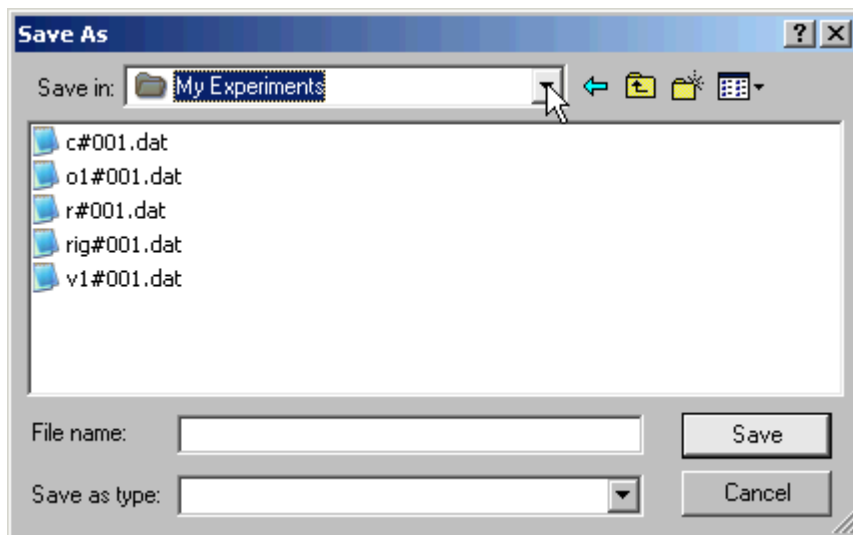 Save As
Save in: My Experiments
c#001.dat
o1#001.dat
r#001.dat
rig#001.dat
v1#001.dat
File name:
Save
Save as type:
Cancel